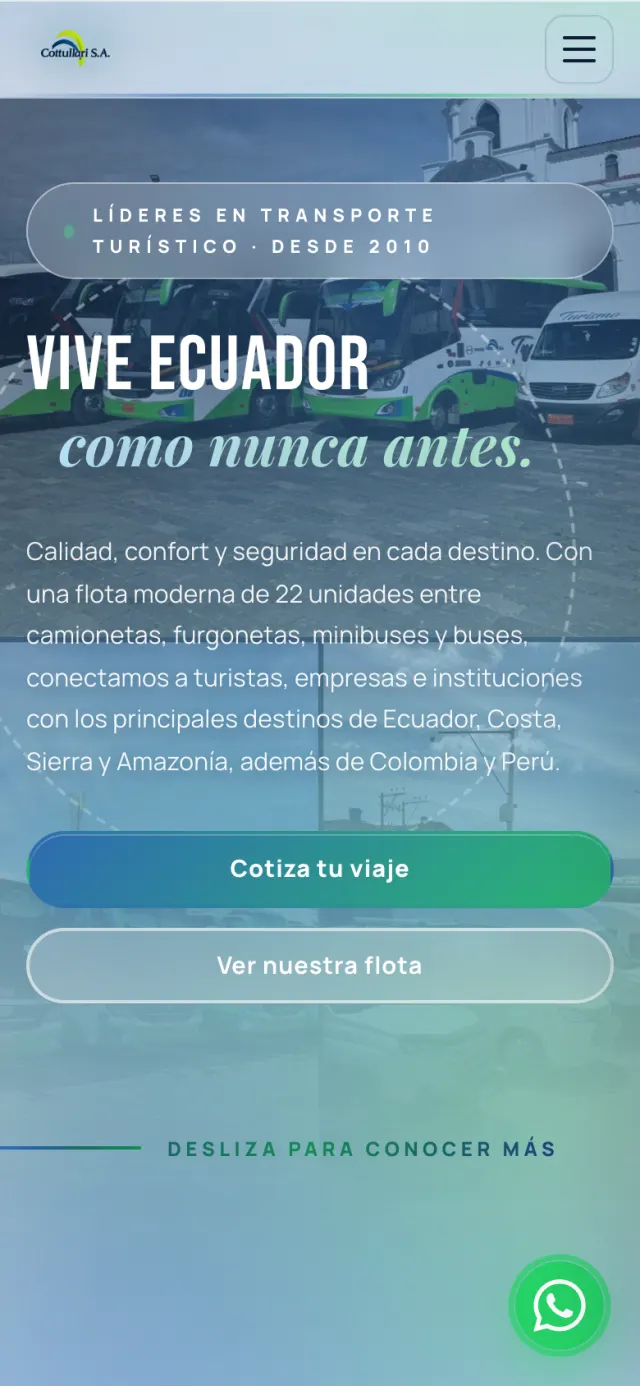 Cottullari S.A.
LÍDERES EN TRANSPORTE
TURÍSTICO · DESDE 2010
Turismo
VIVE ECUADOR
como nunca antes.
Calidad, confort y seguridad en cada destino. Con
una flota moderna de 22 unidades entre
camionetas, furgonetas, minibuses y buses,
conectamos a turistas, empresas e instituciones
con los principales destinos de Ecuador, Costa,
Sierra y Amazonía, además de Colombia y Perú.
Cotiza tu viaje
Ver nuestra flota
DESLIZA PARA CONOCER MÁS